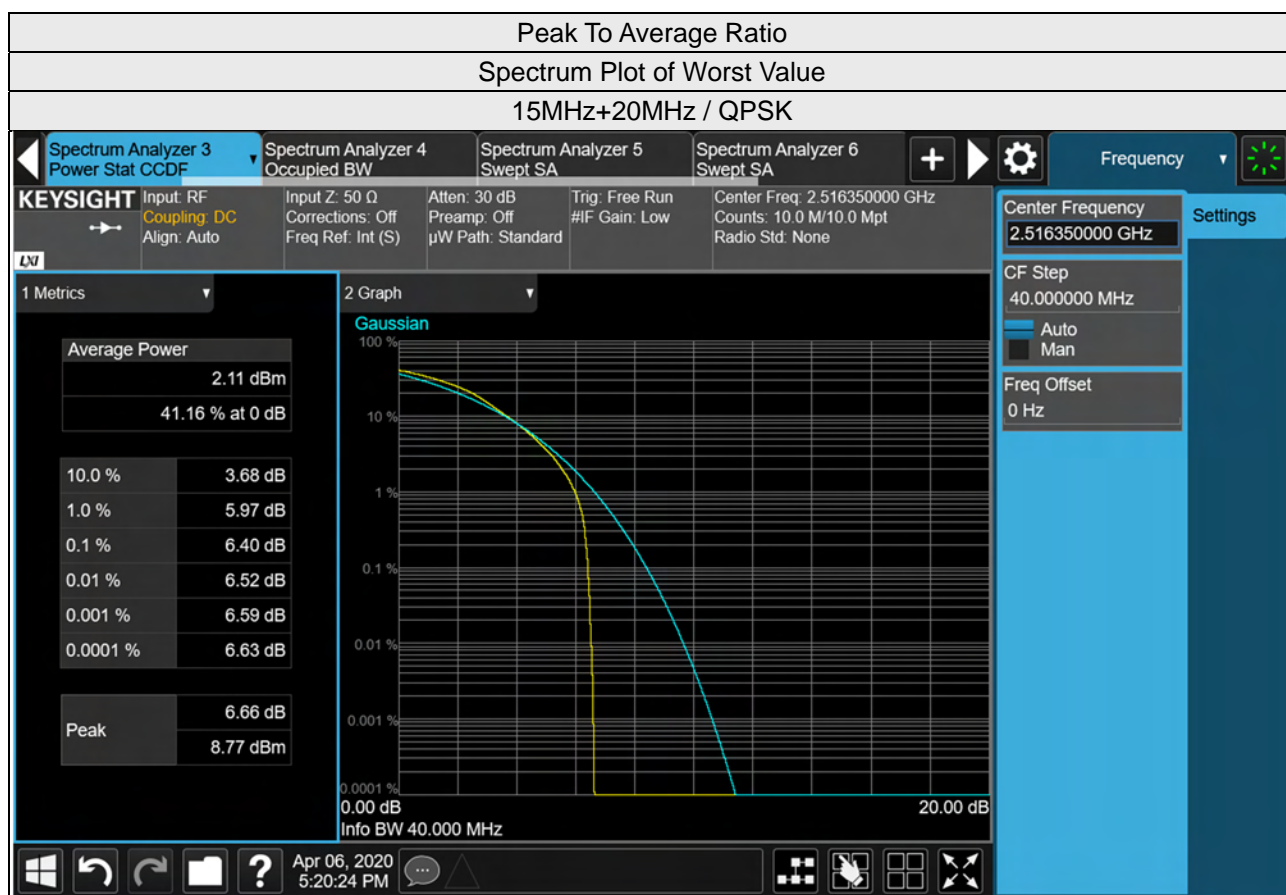 Peak To Average Ratio
Spectrum Plot of Worst Value
15MHz+20MHz / QPSK
Spectrum Analyzer 3
Power Stat CCDF
Spectrum Analyzer 4
Occupied BW
Spectrum Analyzer 5
Swept SA
Spectrum Analyzer 6
Swept SA
+
Frequency
KEYSIGHT
LXI
Input: RF
Coupling: DC
Align: Auto
Input Z: 50 Ω
Corrections: Off
Freq Ref: Int (S)
Atten: 30 dB
Preamp: Off
µW Path: Standard
Trig: Free Run
#IF Gain: Low
Center Freq: 2.516350000 GHz
Counts: 10.0 M/10.0 Mpt
Radio Std: None
Center Frequency
2.516350000 GHz
Settings
CF Step
40.000000 MHz
Auto
Man
Freq Offset
0 Hz
1 Metrics
Average Power
2.11 dBm
41.16 % at 0 dB
10.0 % 3.68 dB
1.0 % 5.97 dB
0.1 % 6.40 dB
0.01 % 6.52 dB
0.001 % 6.59 dB
0.0001 % 6.63 dB
Peak 6.66 dB
8.77 dBm
2 Graph
Gaussian
100 %
10 %
1 %
0.1 %
0.01 %
0.001 %
0.0001 %
0.00 dB 20.00 dB
Info BW 40.000 MHz
?
Apr 06, 2020
5:20:24 PM